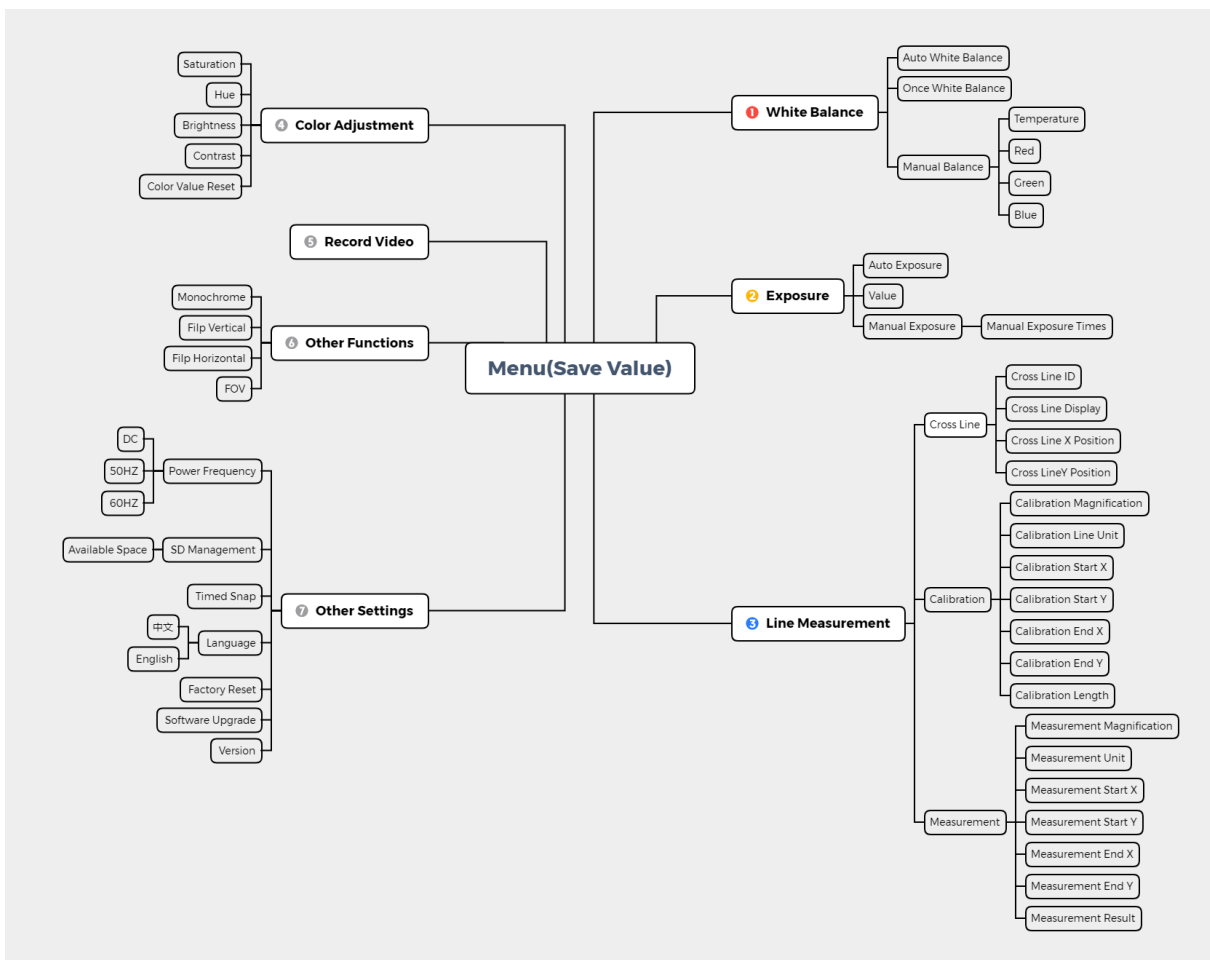 Menu(Save Value)
1 White Balance
Auto White Balance
Once White Balance
Manual Balance
Temperature
Red
Green
Blue
2 Exposure
Auto Exposure
Value
Manual Exposure
Manual Exposure Times
3 Line Measurement
Cross Line
Cross Line ID
Cross Line Display
Cross Line X Position
Cross LineY Position
Calibration
Calibration Magnification
Calibration Line Unit
Calibration Start X
Calibration Start Y
Calibration End X
Calibration End Y
Calibration Length
Measurement
Measurement Magnification
Measurement Unit
Measurement Start X
Measurement Start Y
Measurement End X
Measurement End Y
Measurement Result
4 Color Adjustment
Saturation
Hue
Brightness
Contrast
Color Value Reset
5 Record Video
6 Other Functions
Monochrome
Filp Vertical
Filp Horizontal
FOV
7 Other Settings
Power Frequency
DC
50HZ
60HZ
SD Management
Available Space
Timed Snap
Language
中文
English
Factory Reset
Software Upgrade
Version